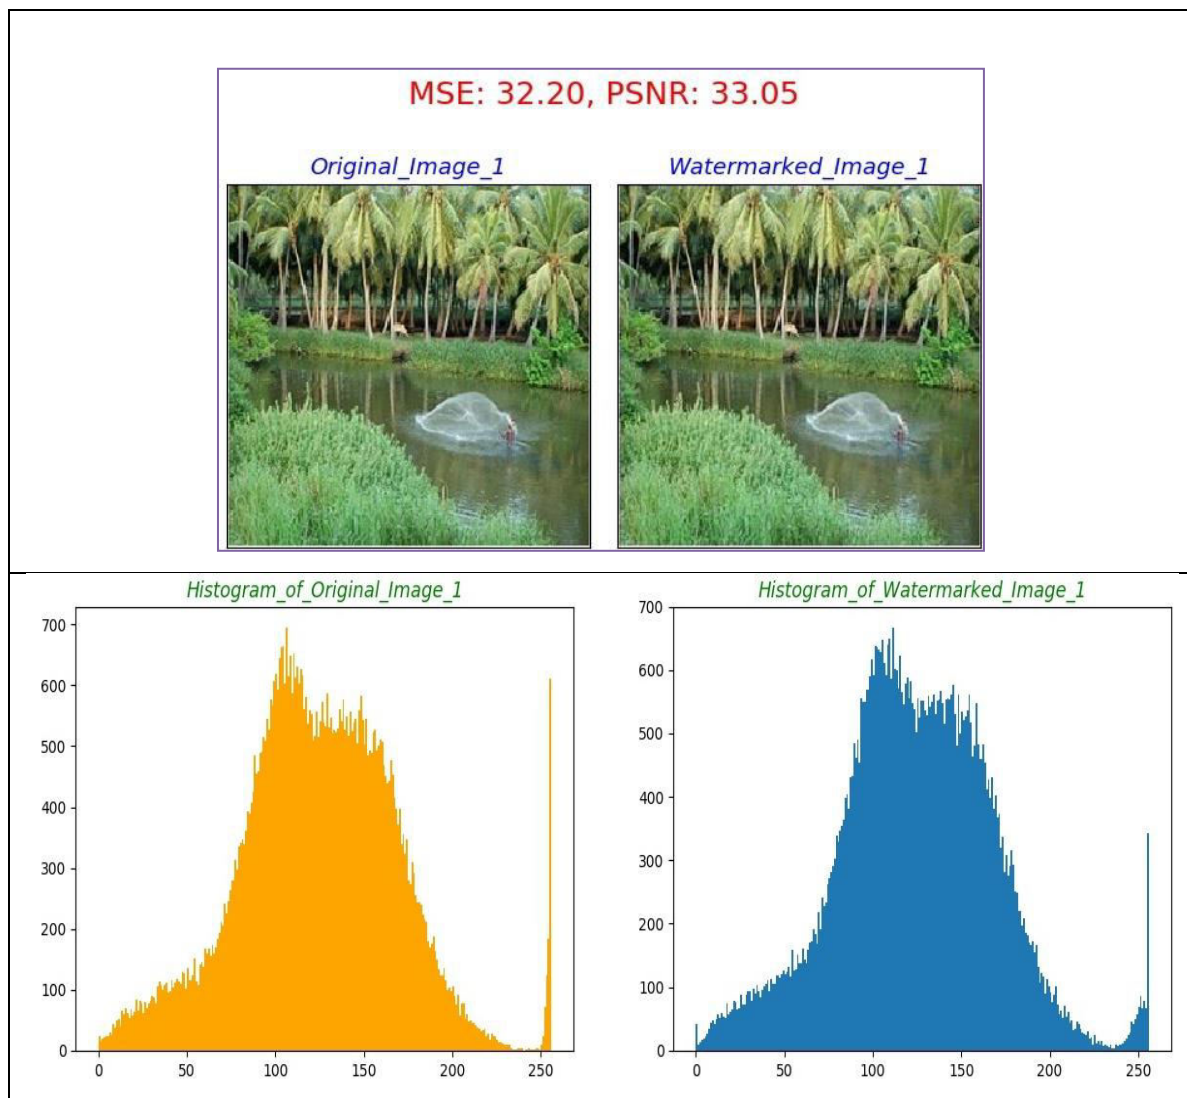 MSE: 32.20, PSNR: 33.05
Original_Image_1
Watermarked_Image_1
Histogram_of_Original_Image_1
700
600
500
400
300
200
100
0
0 50 100 150 200 250
Histogram_of_Watermarked_Image_1
700
600
500
400
300
200
100
0
0 50 100 150 200 250